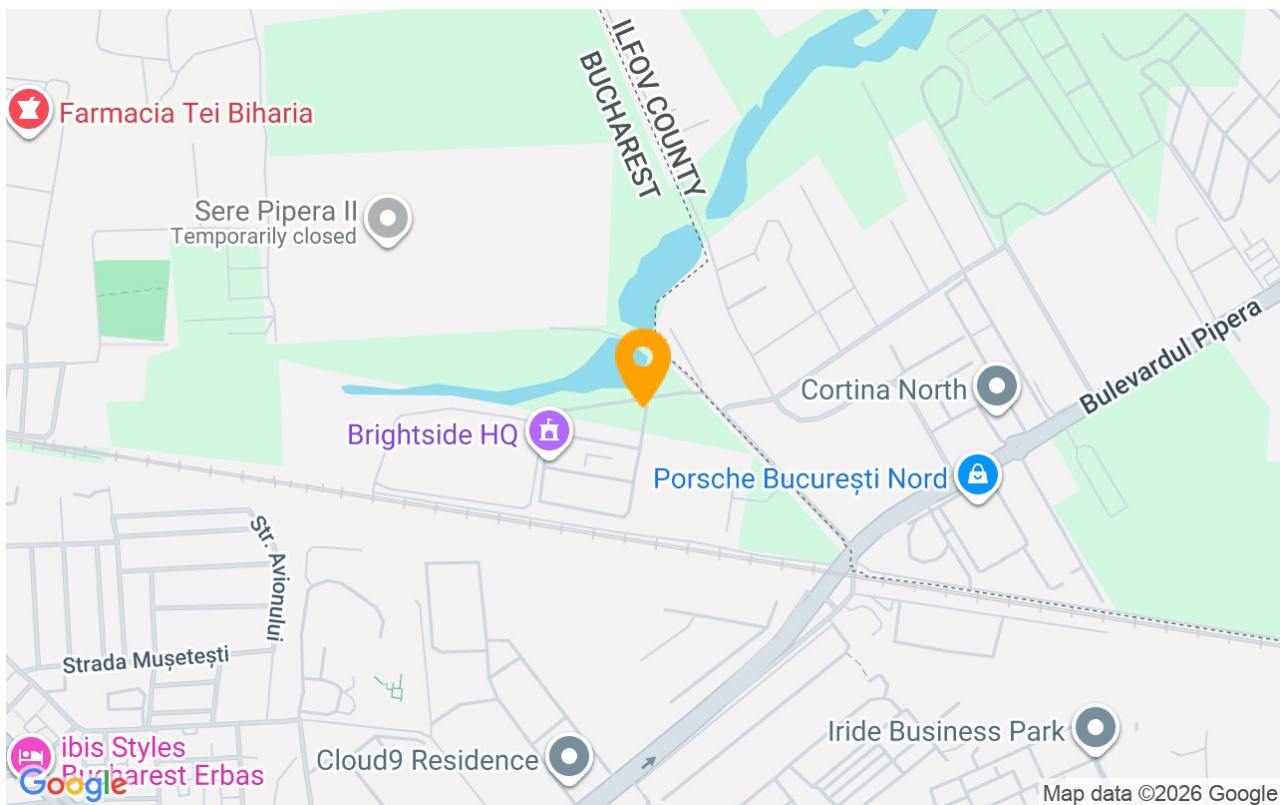 ILFOV COUNTY
BUCHAREST
Farmacia Tei Biharia
Sere Pipera II
Temporarily closed
Bulevardul Pipera
Cortina North
Brightside HQ
Porsche București Nord
Str. Avionului
Strada Mușetești
Iride Business Park
Cloud9 Residence
ibis Styles
Bucharest Erbas
Google
Map data ©2026 Google